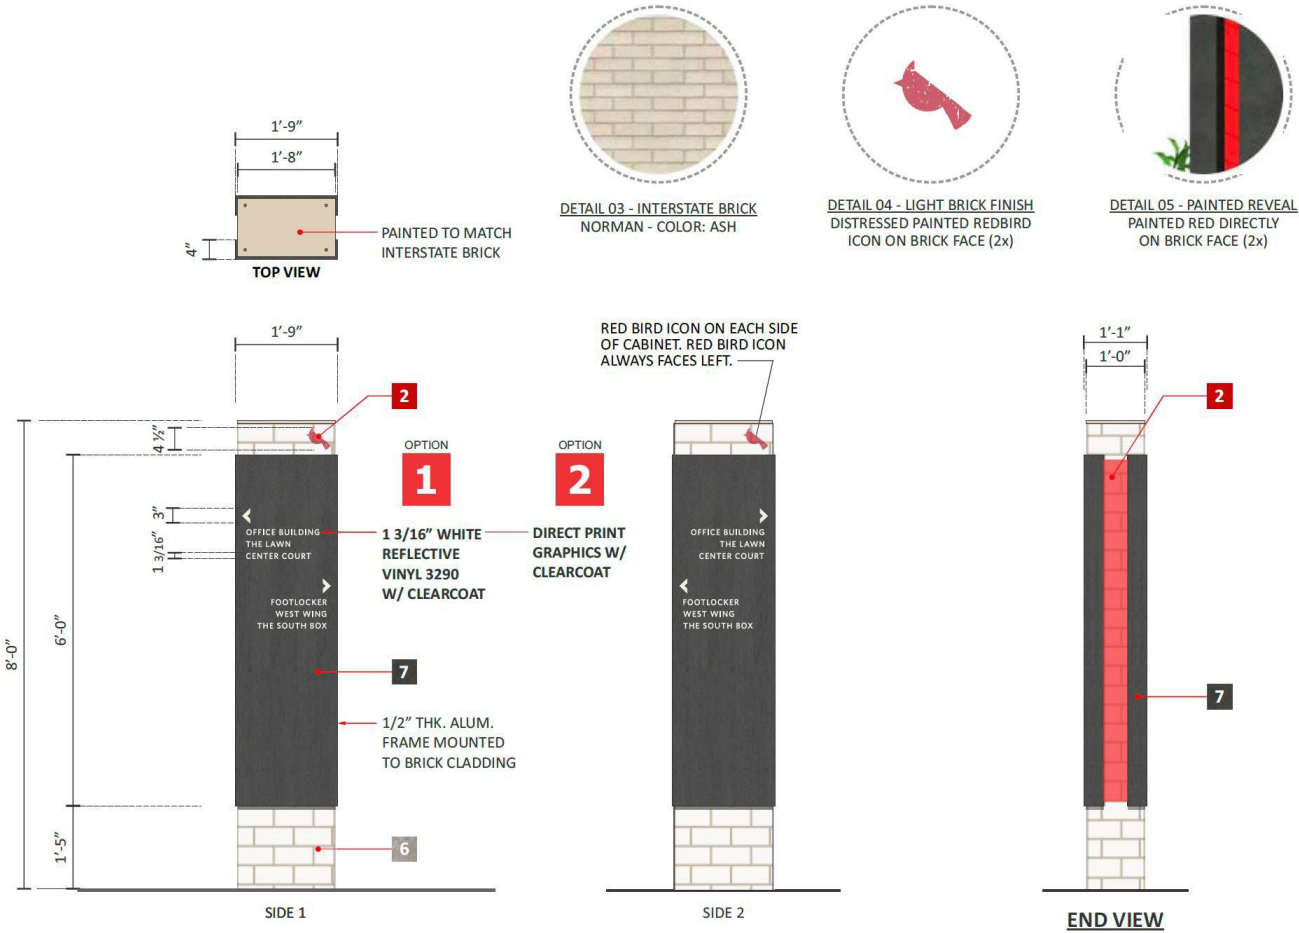 1'-9"
1'-8"
4"
PAINTED TO MATCH
INTERSTATE BRICK
TOP VIEW
DETAIL 03 - INTERSTATE BRICK
NORMAN - COLOR: ASH
DETAIL 04 - LIGHT BRICK FINISH
DISTRESSED PAINTED REDBIRD
ICON ON BRICK FACE (2x)
DETAIL 05 - PAINTED REVEAL
PAINTED RED DIRECTLY
ON BRICK FACE (2x)
1'-9"
2
4 ½"
3"
1 3/16"
6'-0"
8'-0"
1'-5"
OFFICE BUILDING
THE LAWN
CENTER COURT
FOOTLOCKER
WEST WING
THE SOUTH BOX
OPTION
1
1 3/16" WHITE
REFLECTIVE
VINYL 3290
W/ CLEARCOAT
OPTION
2
DIRECT PRINT
GRAPHICS W/
CLEARCOAT
7
1/2" THK. ALUM.
FRAME MOUNTED
TO BRICK CLADDING
6
SIDE 1
RED BIRD ICON ON EACH SIDE
OF CABINET. RED BIRD ICON
ALWAYS FACES LEFT.
OFFICE BUILDING
THE LAWN
CENTER COURT
FOOTLOCKER
WEST WING
THE SOUTH BOX
SIDE 2
1'-1"
1'-0"
2
7
END VIEW